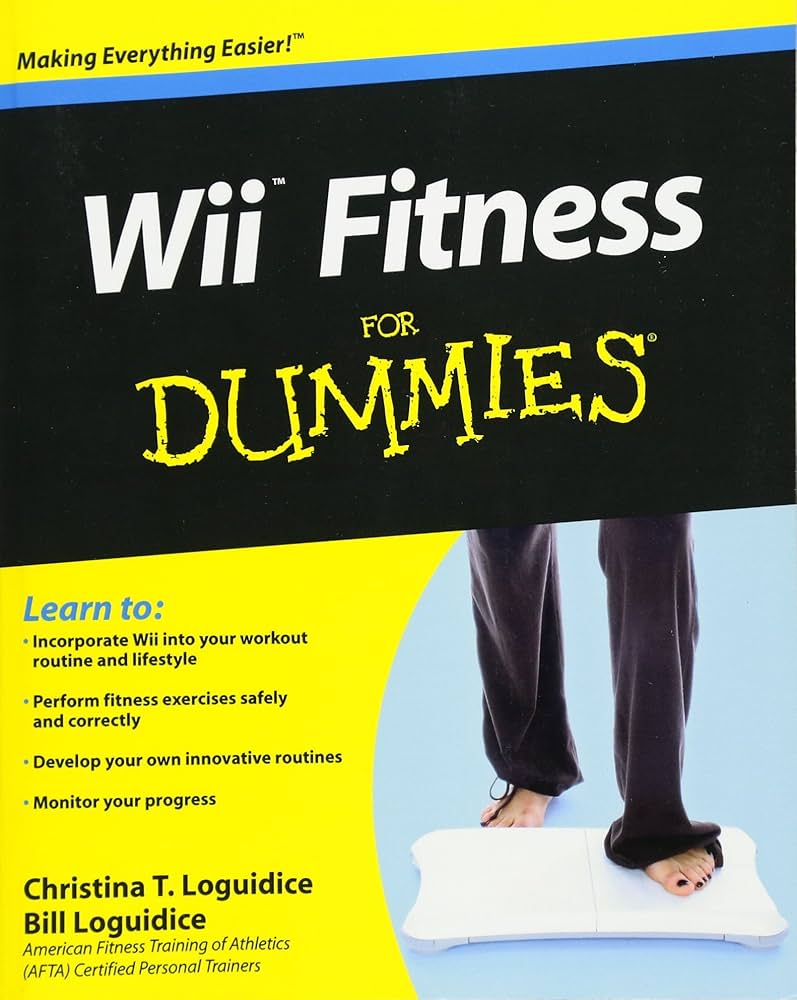 Making Everything Easier!™
Wii™ Fitness
FOR
DUMMIES®
Learn to:
• Incorporate Wii into your workout
routine and lifestyle
• Perform fitness exercises safely
and correctly
• Develop your own innovative routines
• Monitor your progress
Christina T. Loguidice
Bill Loguidice
American Fitness Training of Athletics
(AFTA) Certified Personal Trainers